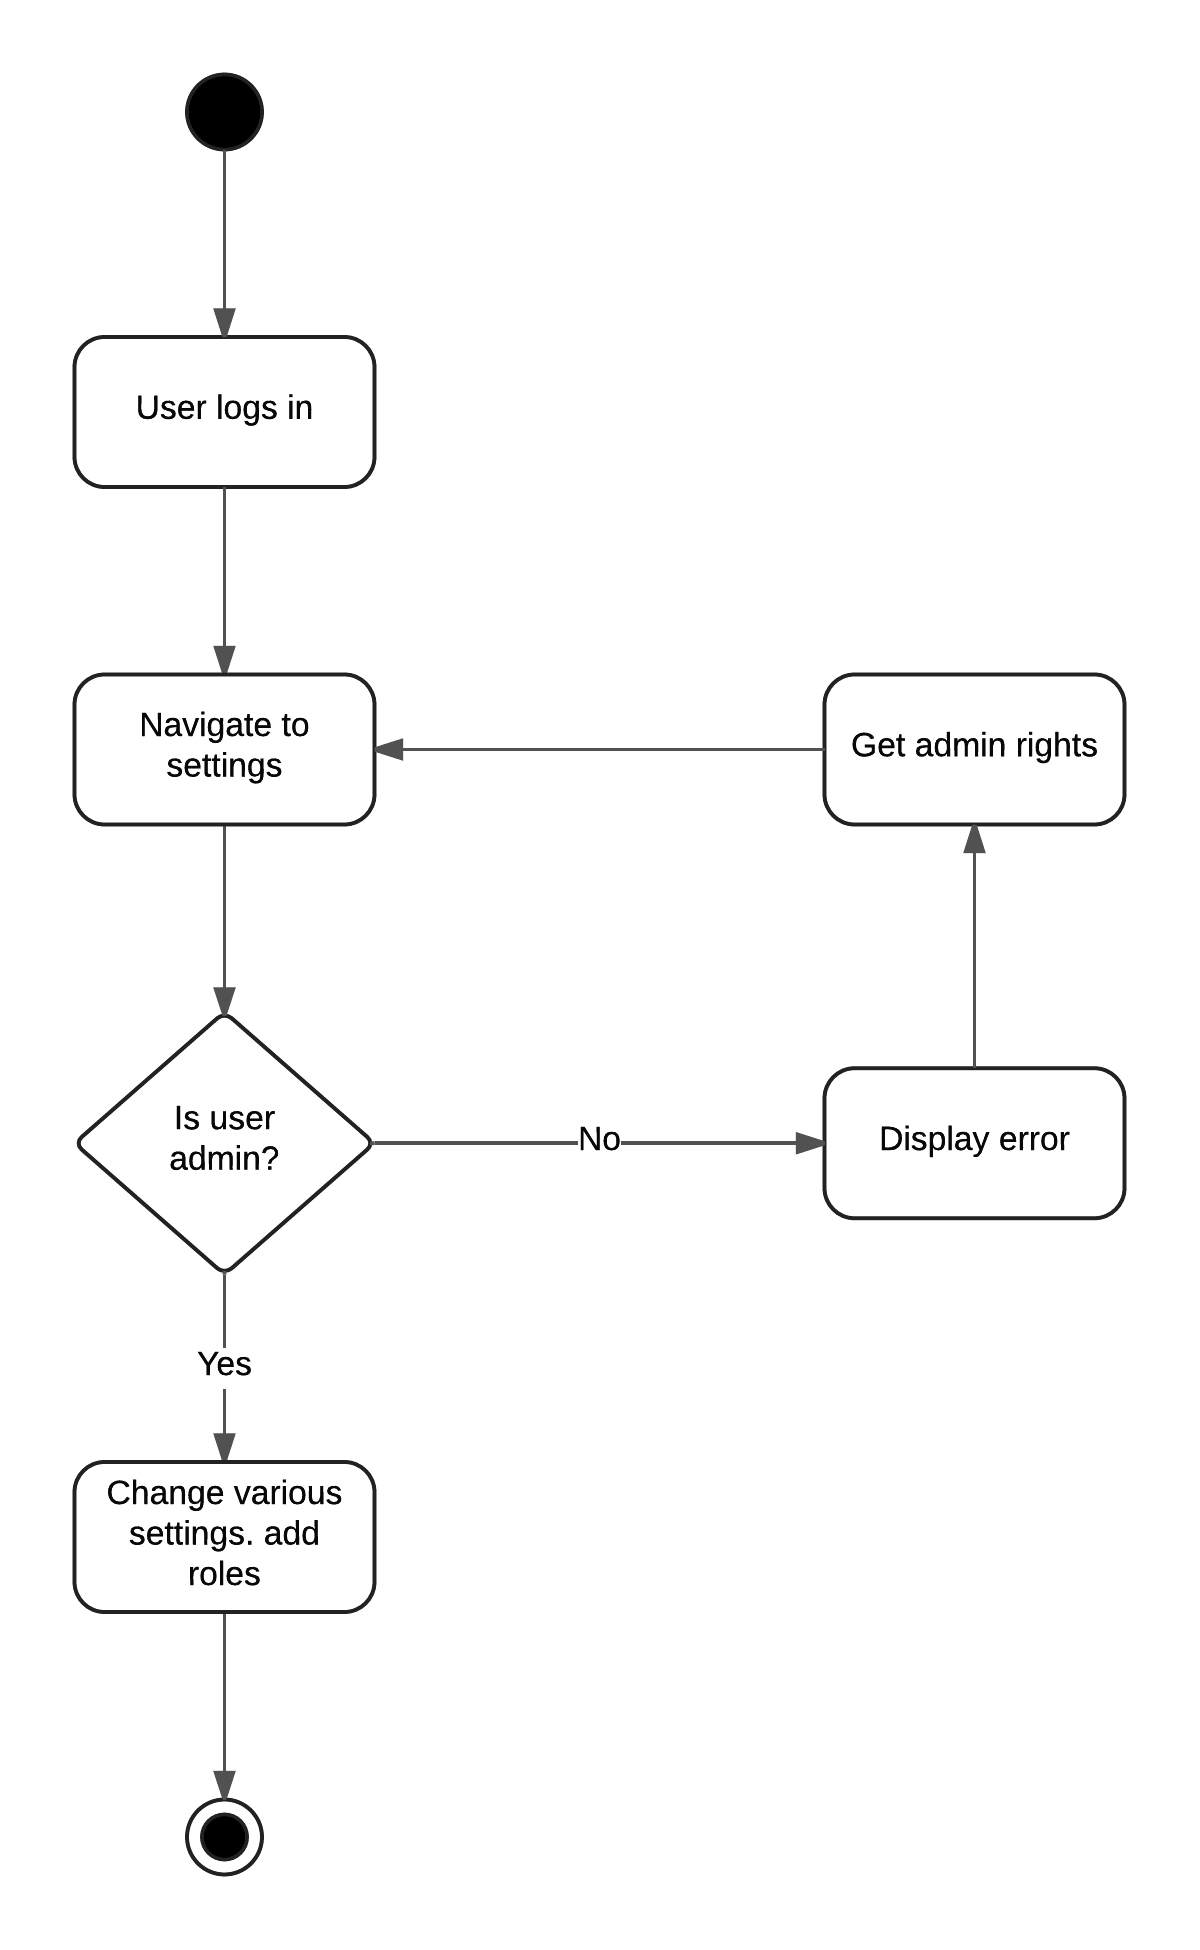 User logs in
Navigate to
settings
Get admin rights
Is user
admin?
No
Display error
Yes
Change various
settings. add
roles